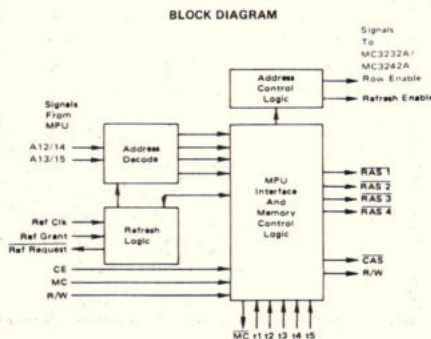 BLOCK DIAGRAM
Signals
To
MC3232A/
MC3242A
Row Enable
Refresh Enable
Address
Control
Logic
Signals
From
MPU
A12/14
A13/15
Address
Decode
MPU
Interface
And
Memory
Control
Logic
RAS 1
RAS 2
RAS 3
RAS 4
Ref Clk
Ref Grant
Ref Request
Refresh
Logic
CAS
R/W
CE
MC
R/W
MC t1 t2 t3 t4 t5